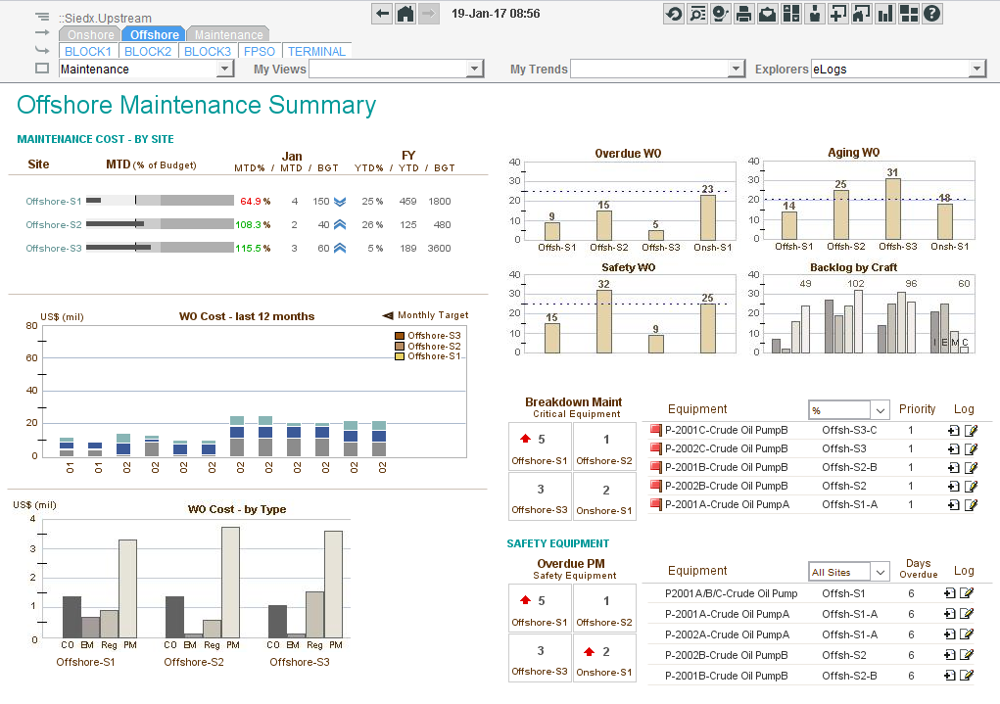 ::Siedx.Upstream
19-Jan-17 08:56
Onshore Offshore Maintenance
BLOCK1 BLOCK2 BLOCK3 FPSO TERMINAL
Maintenance My Views My Trends Explorers eLogs
Offshore Maintenance Summary
MAINTENANCE COST - BY SITE
Site MTD (% of Budget) Jan FY
MTD% / MTD / BGT YTD% / YTD / BGT
Offshore-S1 64.9 % 4 150 25 % 459 1800
Offshore-S2 108.3 % 2 40 26 % 125 480
Offshore-S3 115.5 % 3 60 5 % 189 3600
Overdue WO
40
30
20
10
0
9 15 5 23
Offsh-S1 Offsh-S2 Offsh-S3 Onsh-S1
Aging WO
40
30
20
10
0
14 25 31 18
Offsh-S1 Offsh-S2 Offsh-S3 Onsh-S1
Safety WO
40
30
20
10
0
15 32 9 25
Backlog by Craft
40
30
20
10
0
49 102 96 60
I E M C
US$ (mil) WO Cost - last 12 months Monthly Target
Offshore-S3
Offshore-S2
Offshore-S1
80
60
40
20
0
01 01 02 02 02 02 02 02 02 02 02 02
US$ (mil) WO Cost - by Type
4
3
2
1
0
CO EM Reg PM CO EM Reg PM CO EM Reg PM
Offshore-S1 Offshore-S2 Offshore-S3
Breakdown Maint
Critical Equipment
5 1
Offshore-S1 Offshore-S2
3 2
Offshore-S3 Onshore-S1
Equipment % Priority Log
P-2001C-Crude Oil PumpB Offsh-S3-C 1
P-2002C-Crude Oil PumpB Offsh-S3 1
P-2001B-Crude Oil PumpB Offsh-S2-B 1
P-2002B-Crude Oil PumpB Offsh-S2 1
P-2001A-Crude Oil PumpA Offsh-S1-A 1
SAFETY EQUIPMENT
Overdue PM
Safety Equipment
5 1
Offshore-S1 Offshore-S2
3 2
Offshore-S3 Onshore-S1
Equipment All Sites Days Overdue Log
P2001A/B/C-Crude Oil Pump Offsh-S1 6
P-2001A-Crude Oil PumpA Offsh-S1-A 6
P-2002A-Crude Oil PumpA Offsh-S1-A 6
P-2002B-Crude Oil PumpB Offsh-S2 6
P-2001B-Crude Oil PumpB Offsh-S2-B 6